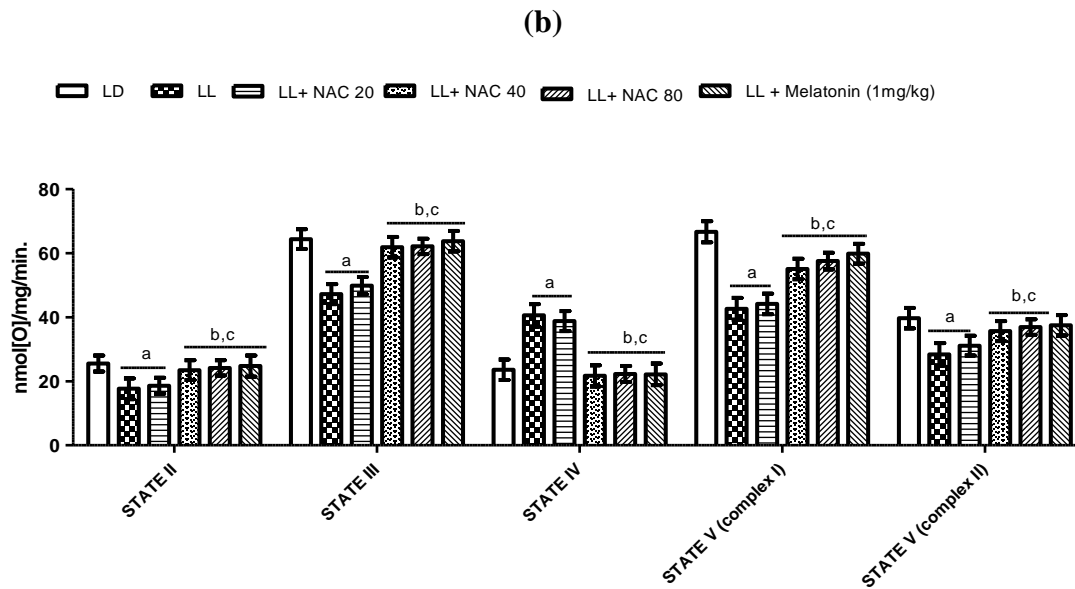 (b)
LD LL LL+ NAC 20 LL+ NAC 40 LL+ NAC 80 LL + Melatonin (1mg/kg)
nmol[O]/mg/min.
80
60
40
20
0
a b,c
a b,c
a b,c
a b,c
a b,c
STATE II
STATE III
STATE IV
STATE V (complex I)
STATE V (complex II)